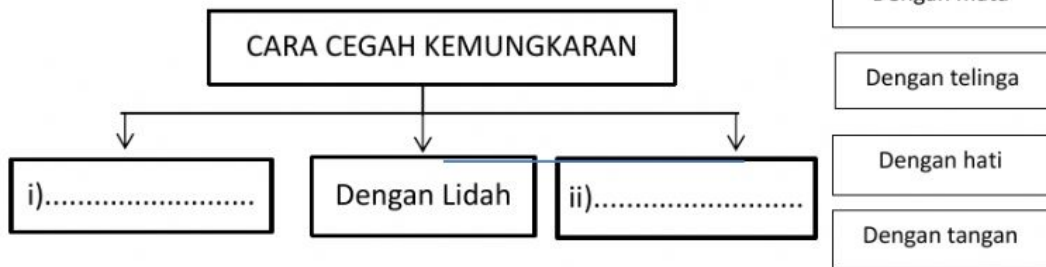 CARA CEGAH KEMUNGKARAN
i)..........................
Dengan Lidah
ii)..........................
Dengan telinga
Dengan hati
Dengan tangan